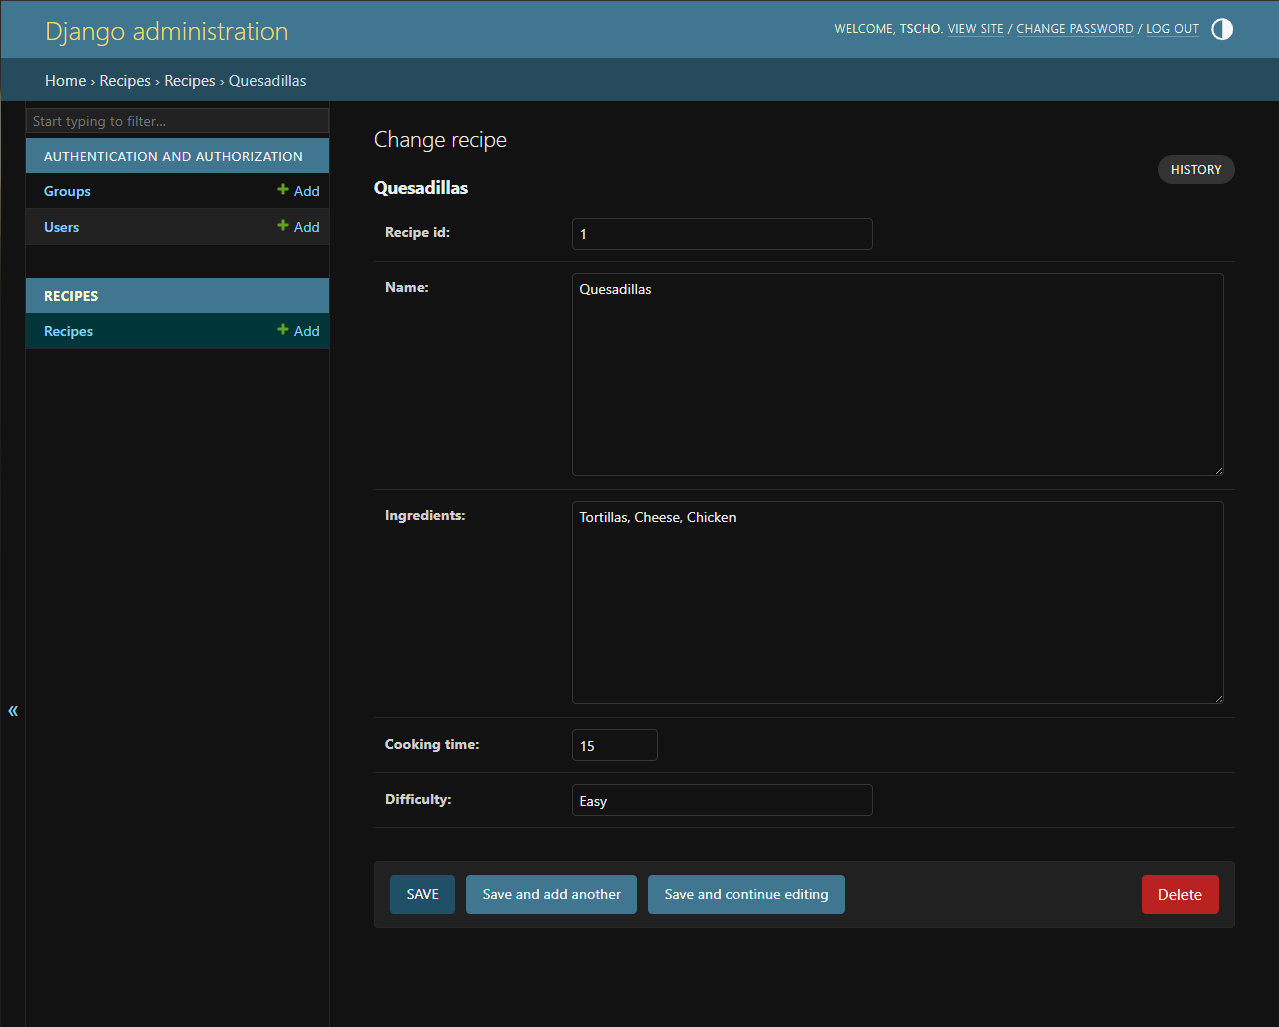 Django administration
WELCOME, TSCHO. VIEW SITE / CHANGE PASSWORD / LOG OUT
Home › Recipes › Recipes › Quesadillas
Start typing to filter...
AUTHENTICATION AND AUTHORIZATION
Groups + Add
Users + Add
RECIPES
Recipes + Add
«
Change recipe
HISTORY
Quesadillas
Recipe id: 1
Name: Quesadillas
Ingredients: Tortillas, Cheese, Chicken
Cooking time: 15
Difficulty: Easy
SAVE Save and add another Save and continue editing Delete